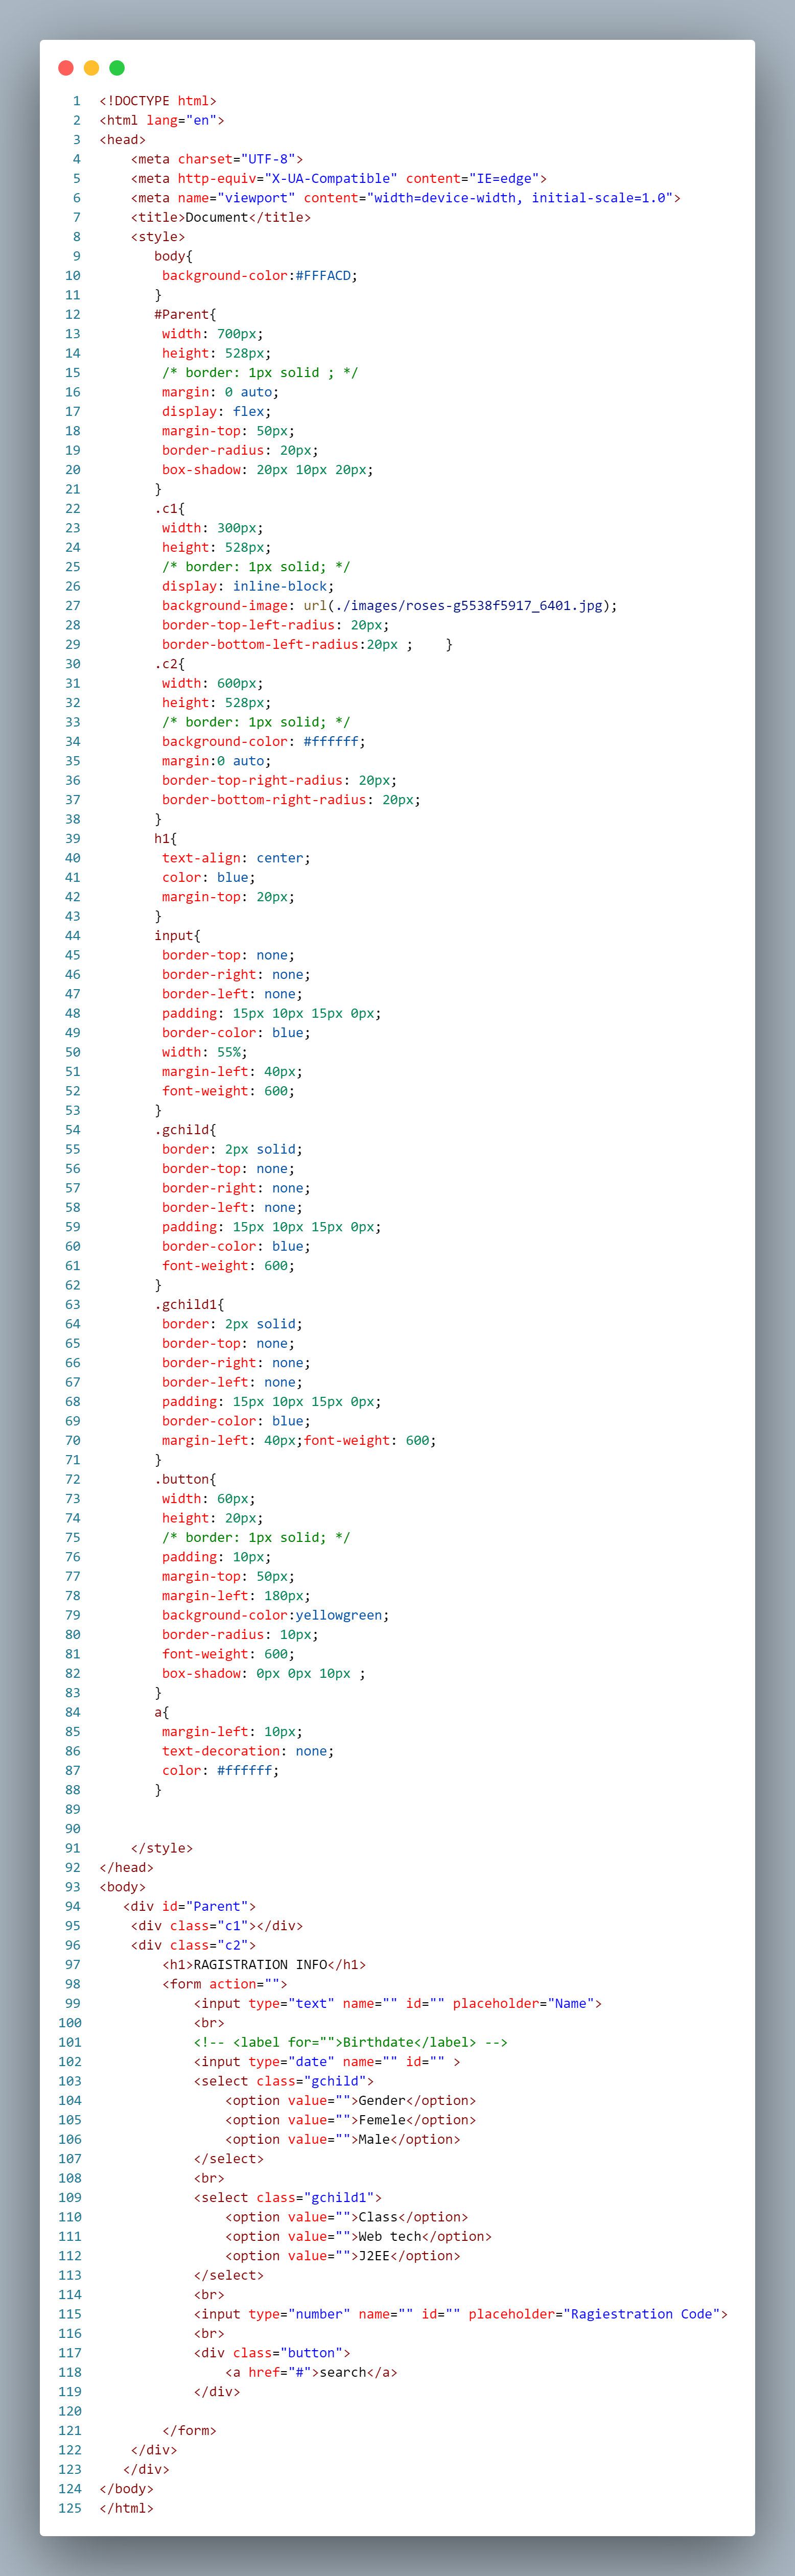 1 <!DOCTYPE html>
2 <html lang="en">
3 <head>
4     <meta charset="UTF-8">
5     <meta http-equiv="X-UA-Compatible" content="IE=edge">
6     <meta name="viewport" content="width=device-width, initial-scale=1.0">
7     <title>Document</title>
8     <style>
9        body{
10         background-color:#FFFACD;
11        }
12        #Parent{
13         width: 700px;
14         height: 528px;
15         /* border: 1px solid ; */
16         margin: 0 auto;
17         display: flex;
18         margin-top: 50px;
19         border-radius: 20px;
20         box-shadow: 20px 10px 20px;
21        }
22        .c1{
23         width: 300px;
24         height: 528px;
25         /* border: 1px solid; */
26         display: inline-block;
27         background-image: url(./images/roses-g5538f5917_6401.jpg);
28         border-top-left-radius: 20px;
29         border-bottom-left-radius:20px ;    }
30        .c2{
31         width: 600px;
32         height: 528px;
33         /* border: 1px solid; */
34         background-color: #ffffff;
35         margin:0 auto;
36         border-top-right-radius: 20px;
37         border-bottom-right-radius: 20px;
38        }
39        h1{
40         text-align: center;
41         color: blue;
42         margin-top: 20px;
43        }
44        input{
45         border-top: none;
46         border-right: none;
47         border-left: none;
48         padding: 15px 10px 15px 0px;
49         border-color: blue;
50         width: 55%;
51         margin-left: 40px;
52         font-weight: 600;
53        }
54        .gchild{
55         border: 2px solid;
56         border-top: none;
57         border-right: none;
58         border-left: none;
59         padding: 15px 10px 15px 0px;
60         border-color: blue;
61         font-weight: 600;
62        }
63        .gchild1{
64         border: 2px solid;
65         border-top: none;
66         border-right: none;
67         border-left: none;
68         padding: 15px 10px 15px 0px;
69         border-color: blue;
70         margin-left: 40px;font-weight: 600;
71        }
72        .button{
73         width: 60px;
74         height: 20px;
75         /* border: 1px solid; */
76         padding: 10px;
77         margin-top: 50px;
78         margin-left: 180px;
79         background-color:yellowgreen;
80         border-radius: 10px;
81         font-weight: 600;
82         box-shadow: 0px 0px 10px ;
83        }
84        a{
85         margin-left: 10px;
86         text-decoration: none;
87         color: #ffffff;
88        }
89
90
91     </style>
92 </head>
93 <body>
94    <div id="Parent">
95     <div class="c1"></div>
96     <div class="c2">
97         <h1>RAGISTRATION INFO</h1>
98         <form action="">
99             <input type="text" name="" id="" placeholder="Name">
100             <br>
101             <!-- <label for="">Birthdate</label> -->
102             <input type="date" name="" id="" >
103             <select class="gchild">
104                 <option value="">Gender</option>
105                 <option value="">Femele</option>
106                 <option value="">Male</option>
107             </select>
108             <br>
109             <select class="gchild1">
110                 <option value="">Class</option>
111                 <option value="">Web tech</option>
112                 <option value="">J2EE</option>
113             </select>
114             <br>
115             <input type="number" name="" id="" placeholder="Ragiestration Code">
116             <br>
117             <div class="button">
118                 <a href="#">search</a>
119             </div>
120
121         </form>
122     </div>
123    </div>
124 </body>
125 </html>